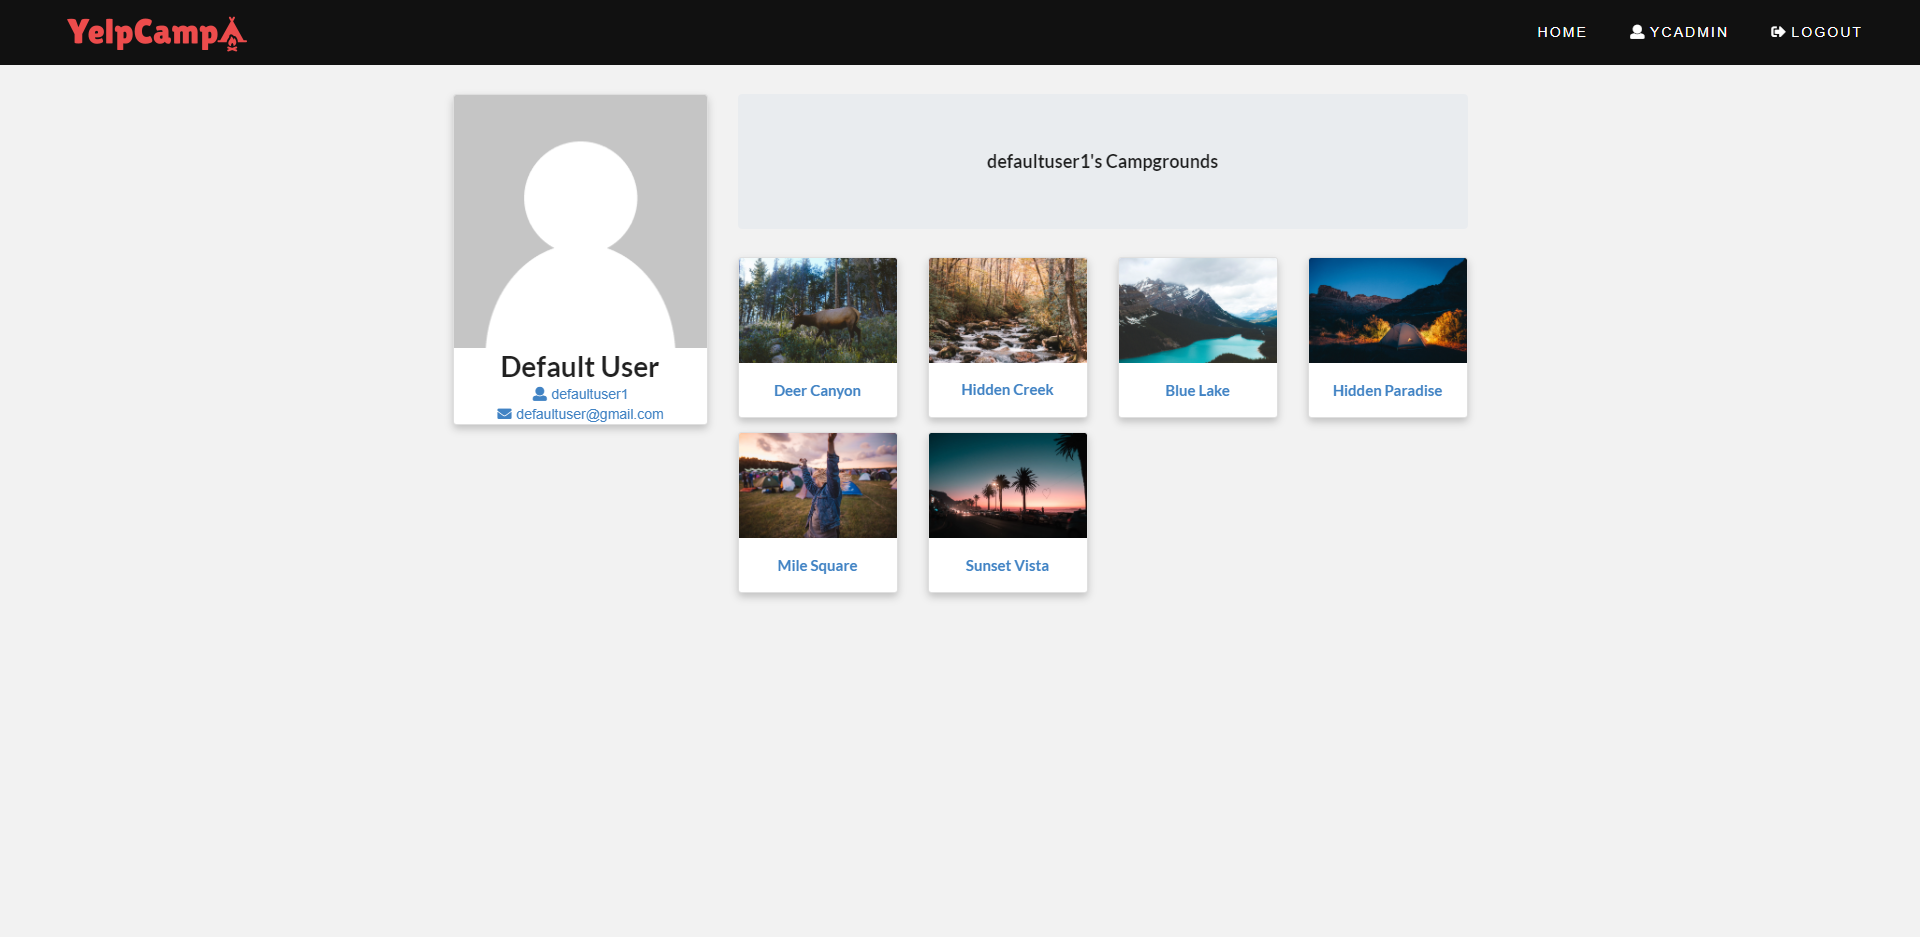 YelpCamp
HOME
YCADMIN
LOGOUT
Default User
defaultuser1
defaultuser@gmail.com
defaultuser1's Campgrounds
Deer Canyon
Hidden Creek
Blue Lake
Hidden Paradise
Mile Square
Sunset Vista